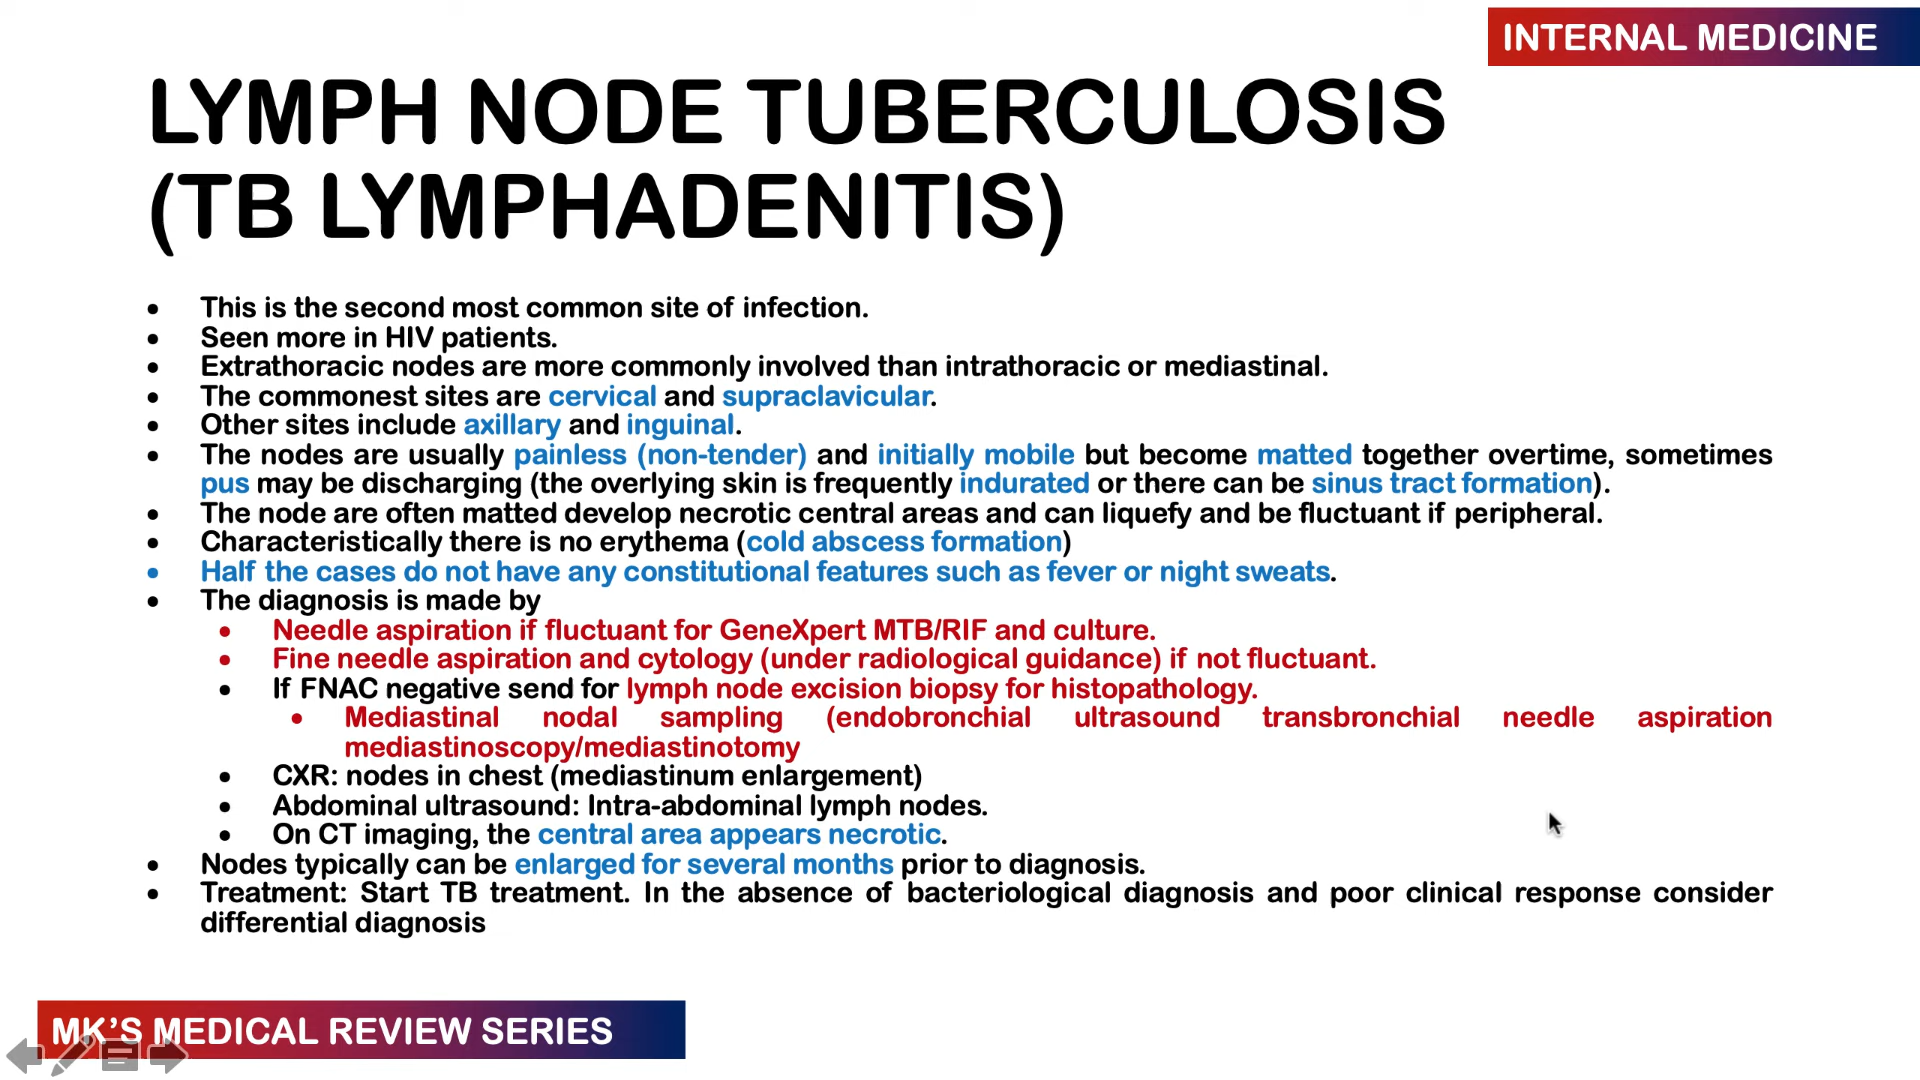 INTERNAL MEDICINE
LYMPH NODE TUBERCULOSIS
(TB LYMPHADENITIS)
• This is the second most common site of infection.
• Seen more in HIV patients.
• Extrathoracic nodes are more commonly involved than intrathoracic or mediastinal.
• The commonest sites are cervical and supraclavicular.
• Other sites include axillary and inguinal.
• The nodes are usually painless (non-tender) and initially mobile but become matted together overtime, sometimes
pus may be discharging (the overlying skin is frequently indurated or there can be sinus tract formation).
• The node are often matted develop necrotic central areas and can liquefy and be fluctuant if peripheral.
• Characteristically there is no erythema (cold abscess formation)
• Half the cases do not have any constitutional features such as fever or night sweats.
• The diagnosis is made by
• Needle aspiration if fluctuant for GeneXpert MTB/RIF and culture.
• Fine needle aspiration and cytology (under radiological guidance) if not fluctuant.
• If FNAC negative send for lymph node excision biopsy for histopathology.
• Mediastinal nodal sampling (endobronchial ultrasound transbronchial needle aspiration
mediastinoscopy/mediastinotomy
• CXR: nodes in chest (mediastinum enlargement)
• Abdominal ultrasound: Intra-abdominal lymph nodes.
• On CT imaging, the central area appears necrotic.
• Nodes typically can be enlarged for several months prior to diagnosis.
• Treatment: Start TB treatment. In the absence of bacteriological diagnosis and poor clinical response consider
differential diagnosis
MK'S MEDICAL REVIEW SERIES